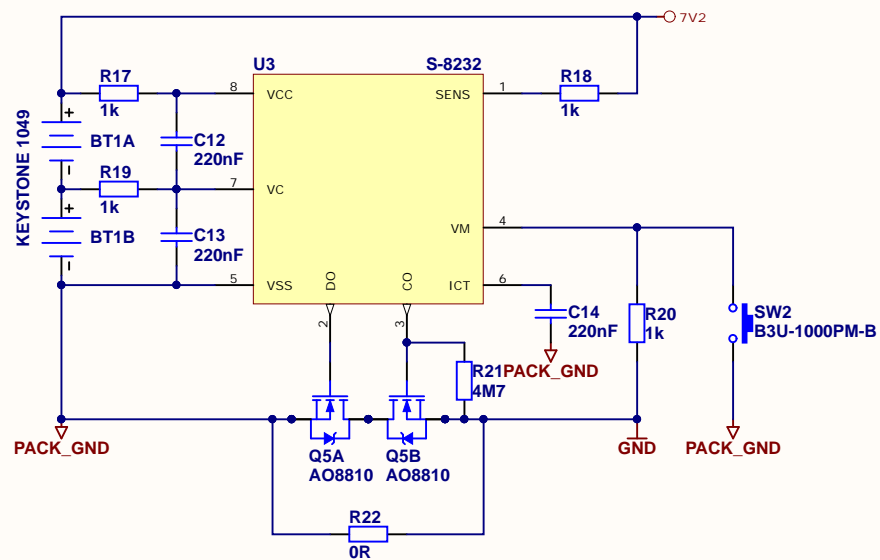 7V2
U3
S-8232
R17
1k
8
VCC
SENS
1
R18
1k
KEYSTONE 1049
+
BT1A
-
C12
220nF
R19
1k
7
VC
+
BT1B
-
C13
220nF
VM
4
5
VSS
DO
CO
ICT
6
2
3
C14
220nF
PACK_GND
R20
1k
SW2
B3U-1000PM-B
R21
4M7
PACK_GND
Q5A
AO8810
Q5B
AO8810
GND
PACK_GND
R22
0R